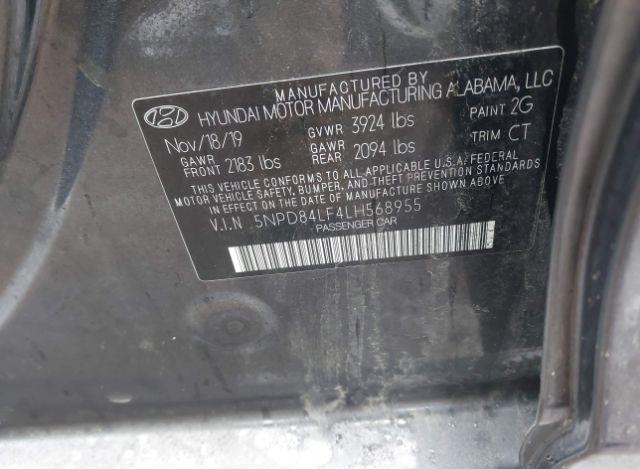 MANUFACTURED BY
HYUNDAI MOTOR MANUFACTURING ALABAMA, LLC
Nov/18/19 GVWR 3924 lbs PAINT 2G
GAWR FRONT 2183 lbs GAWR REAR 2094 lbs TRIM CT
THIS VEHICLE CONFORMS TO ALL APPLICABLE U.S.A. FEDERAL
MOTOR VEHICLE SAFETY, BUMPER, AND THEFT PREVENTION
STANDARDS IN EFFECT ON THE DATE OF MANUFACTURE SHOWN ABOVE.
V.I.N 5NPD84LF4LH568955
PASSENGER CAR